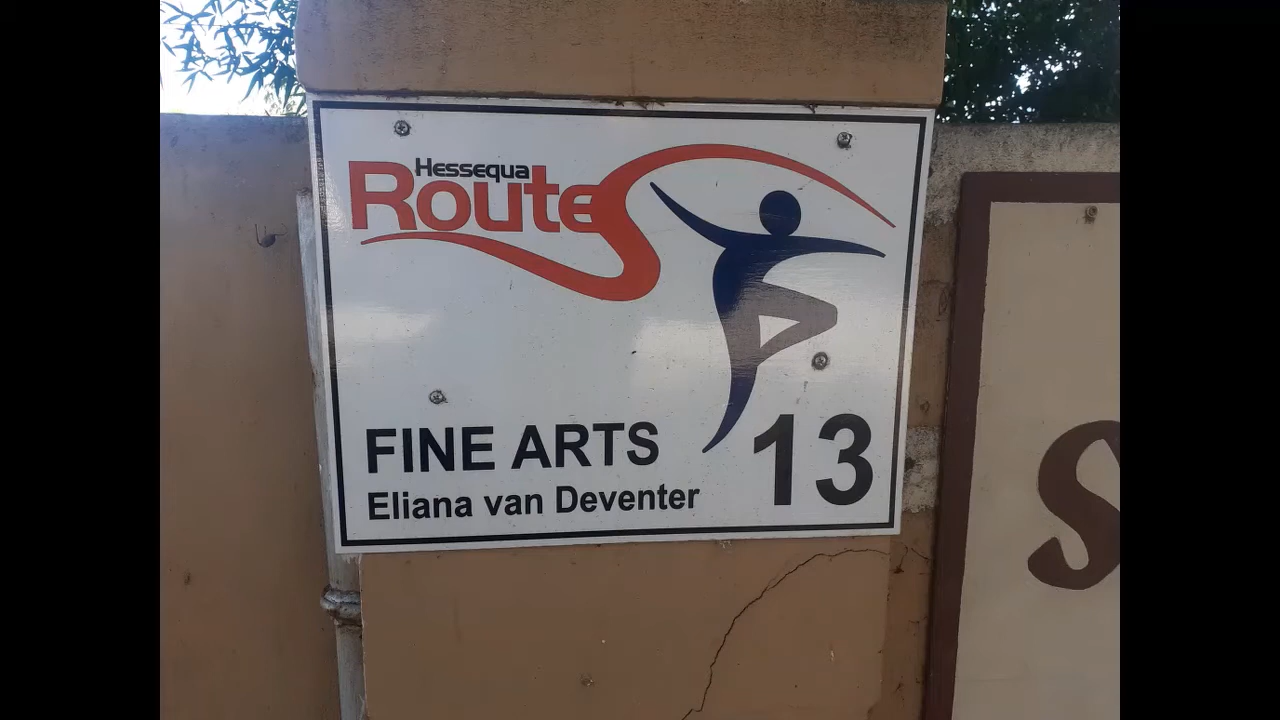 Hessequa
Routes
FINE ARTS
Eliana van Deventer
13
S